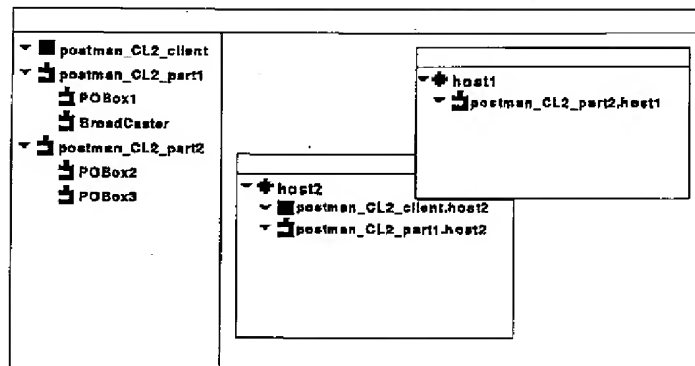 postman_CL2_client
postman_CL2_part1
POBox1
BroadCaster
postman_CL2_part2
POBox2
POBox3
host1
postman_CL2_part2.host1
host2
postman_CL2_client.host2
postman_CL2_part1.host2